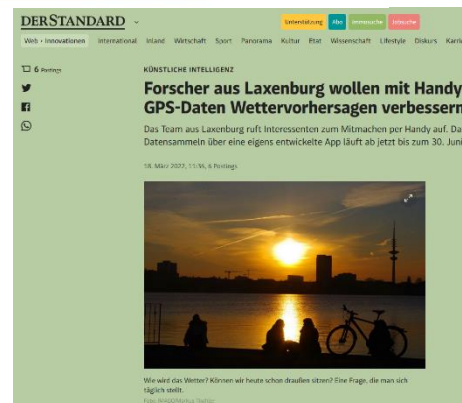 DERSTANDARD
Unterstützung Abo Immosuche Jobsuche
Web › Innovationen International Inland Wirtschaft Sport Panorama Kultur Etat Wissenschaft Lifestyle Diskurs Karri
6 Postings
KÜNSTLICHE INTELLIGENZ
Forscher aus Laxenburg wollen mit Handy
GPS-Daten Wettervorhersagen verbessern
Das Team aus Laxenburg ruft Interessenten zum Mitmachen per Handy auf. Da
Datensammeln über eine eigens entwickelte App läuft ab jetzt bis zum 30. Juni
18. März 2022, 11:36, 6 Postings
Wie wird das Wetter? Können wir heute schon draußen sitzen? Eine Frage, die man sich
täglich stellt.
Foto: